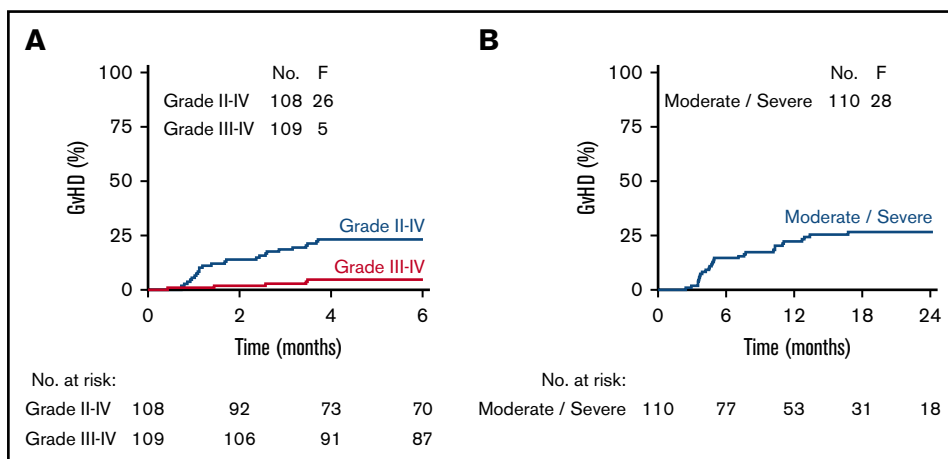 A
100
75
50
25
0
GvHD (%)
No. F
Grade II-IV 108 26
Grade III-IV 109 5
Grade II-IV
Grade III-IV
0 2 4 6
Time (months)
No. at risk:
Grade II-IV 108 92 73 70
Grade III-IV 109 106 91 87
B
100
75
50
25
0
GvHD (%)
No. F
Moderate / Severe 110 28
Moderate / Severe
0 6 12 18 24
Time (months)
No. at risk:
Moderate / Severe 110 77 53 31 18